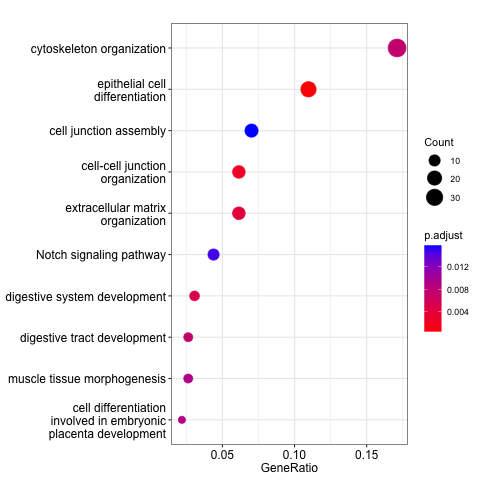 cytoskeleton organization
epithelial cell
differentiation
cell junction assembly
cell-cell junction
organization
extracellular matrix
organization
Notch signaling pathway
digestive system development
digestive tract development
muscle tissue morphogenesis
cell differentiation
involved in embryonic
placenta development
0.05 0.10 0.15
GeneRatio
Count
10
20
30
p.adjust
0.012
0.008
0.004